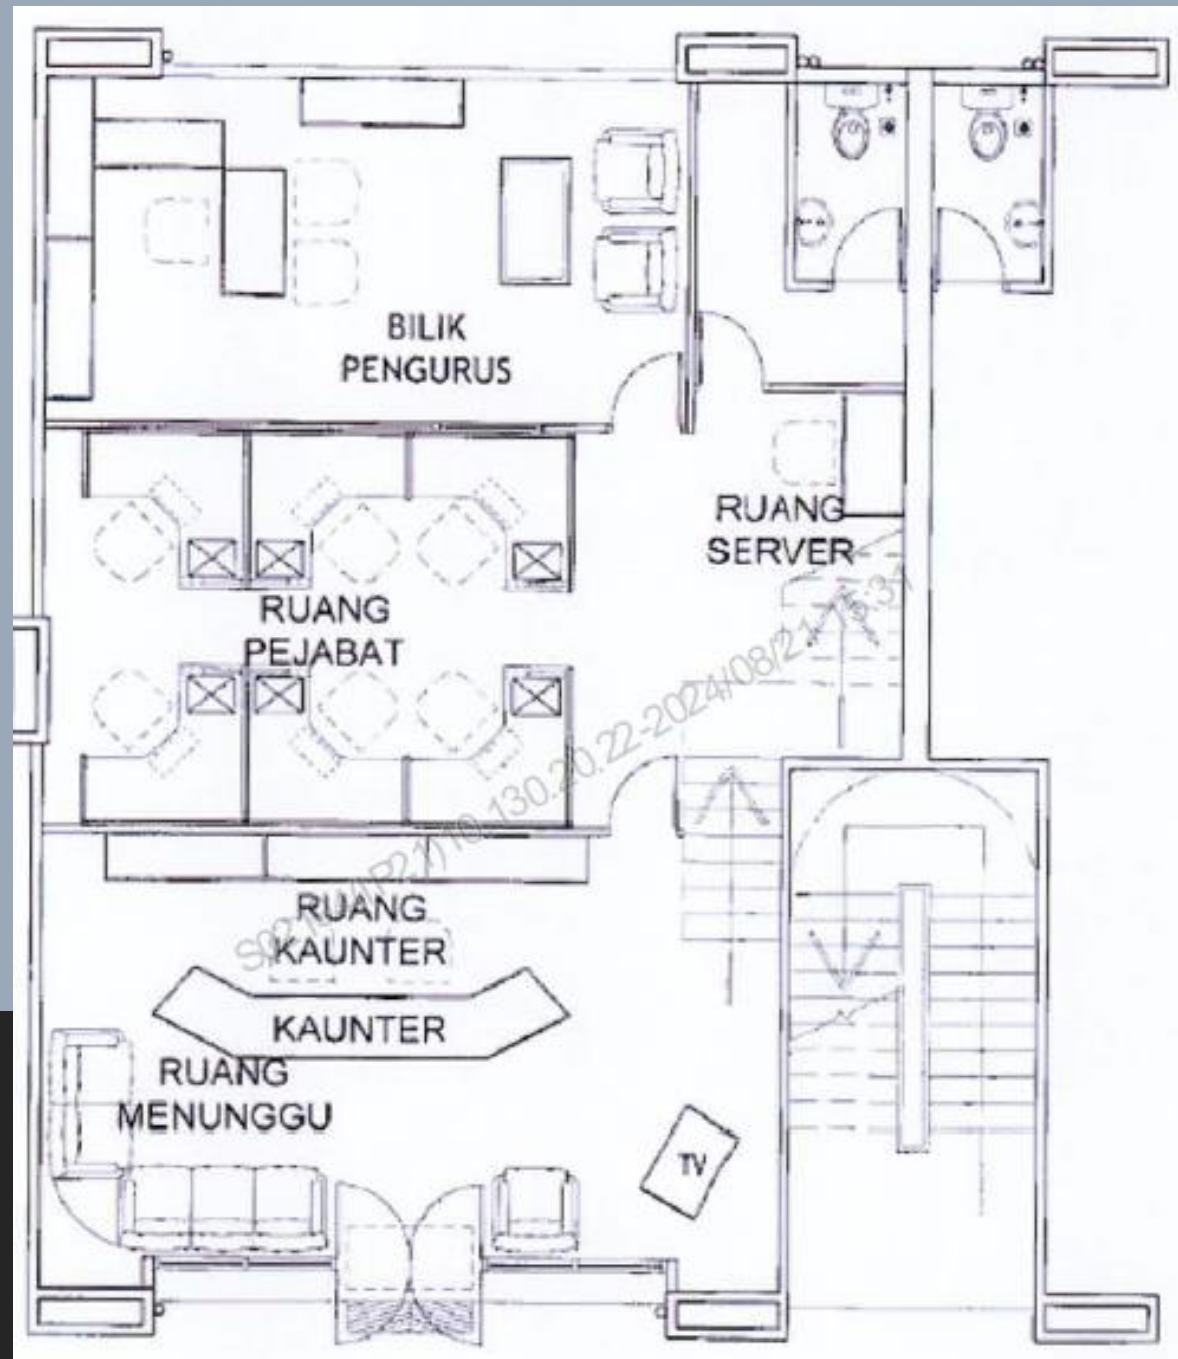 BILIK
PENGURUS
RUANG
SERVER
RUANG
PEJABAT
RUANG
KAUNTER
KAUNTER
RUANG
MENUNGGU
TV